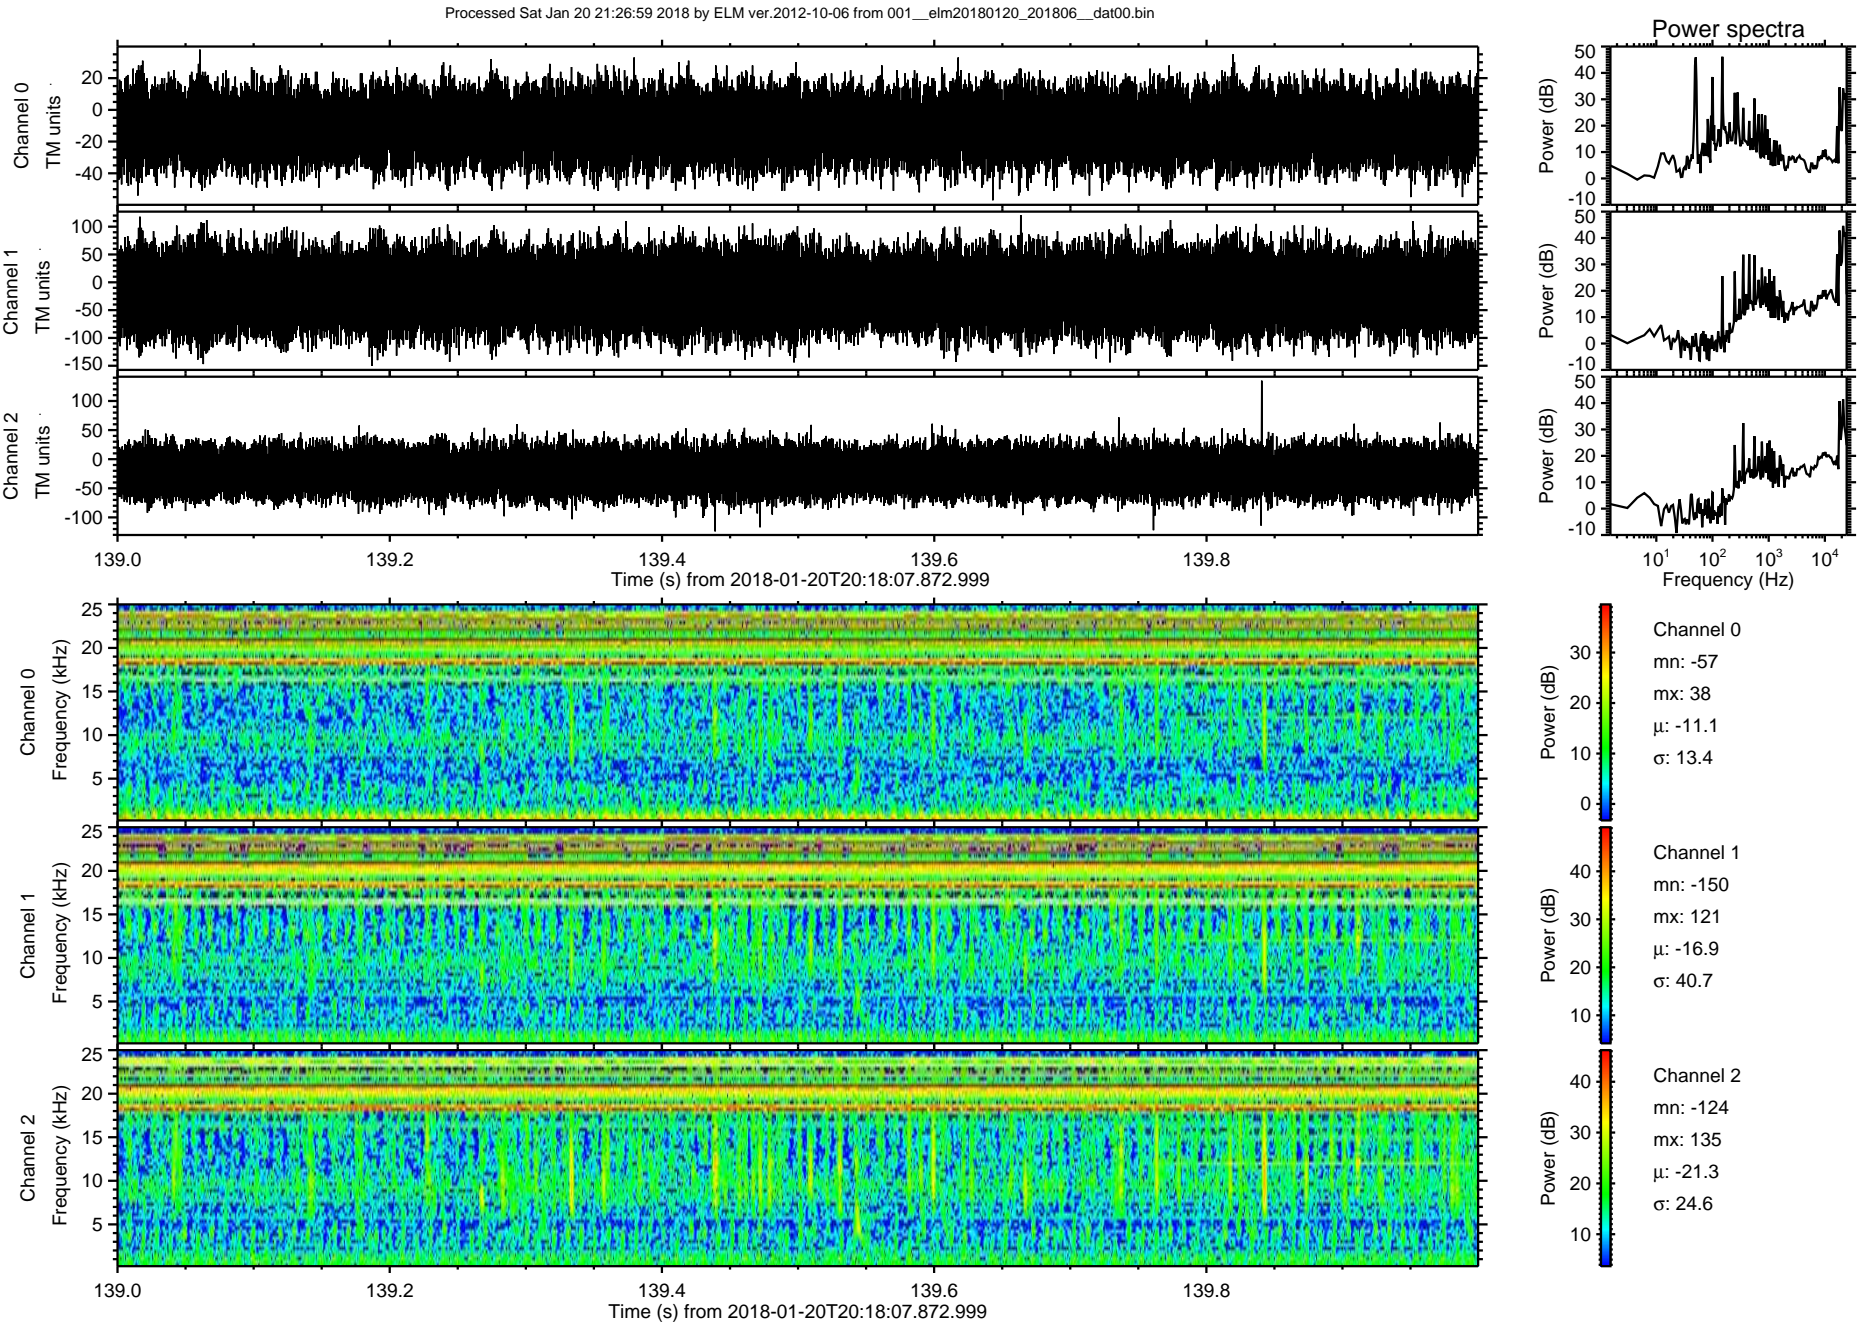 Processed Sat Jan 20 21:26:59 2018 by ELM ver.2012-10-06 from 001__elm20180120_201806__dat00.bin
Power spectra
Channel 0
TM units
20
0
-20
-40
Power (dB)
50
40
30
20
10
0
-10
Channel 1
TM units
100
50
0
-50
-100
-150
Power (dB)
50
40
30
20
10
0
-10
Channel 2
TM units
100
50
0
-50
-100
Power (dB)
50
40
30
20
10
0
-10
139.0 139.2 139.4 139.6 139.8
Time (s) from 2018-01-20T20:18:07.872.999
10^1 10^2 10^3 10^4
Frequency (Hz)
Channel 0
Frequency (kHz)
25
20
15
10
5
Power (dB)
30
20
10
0
Channel 0
mn: -57
mx: 38
μ: -11.1
σ: 13.4
Channel 1
Frequency (kHz)
25
20
15
10
5
Power (dB)
40
30
20
10
Channel 1
mn: -150
mx: 121
μ: -16.9
σ: 40.7
Channel 2
Frequency (kHz)
25
20
15
10
5
Power (dB)
40
30
20
10
Channel 2
mn: -124
mx: 135
μ: -21.3
σ: 24.6
139.0 139.2 139.4 139.6 139.8
Time (s) from 2018-01-20T20:18:07.872.999